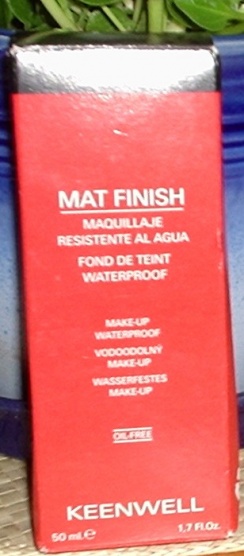 MAT FINISH
MAQUILLAJE
RESISTENTE AL AGUA
FOND DE TEINT
WATERPROOF
MAKE-UP
WATERPROOF
VODOODOLNÝ
MAKE-UP
WASSERFESTES
MAKE-UP
OIL-FREE
KEENWELL
50 ml.℮ 1.7 Fl.Oz.